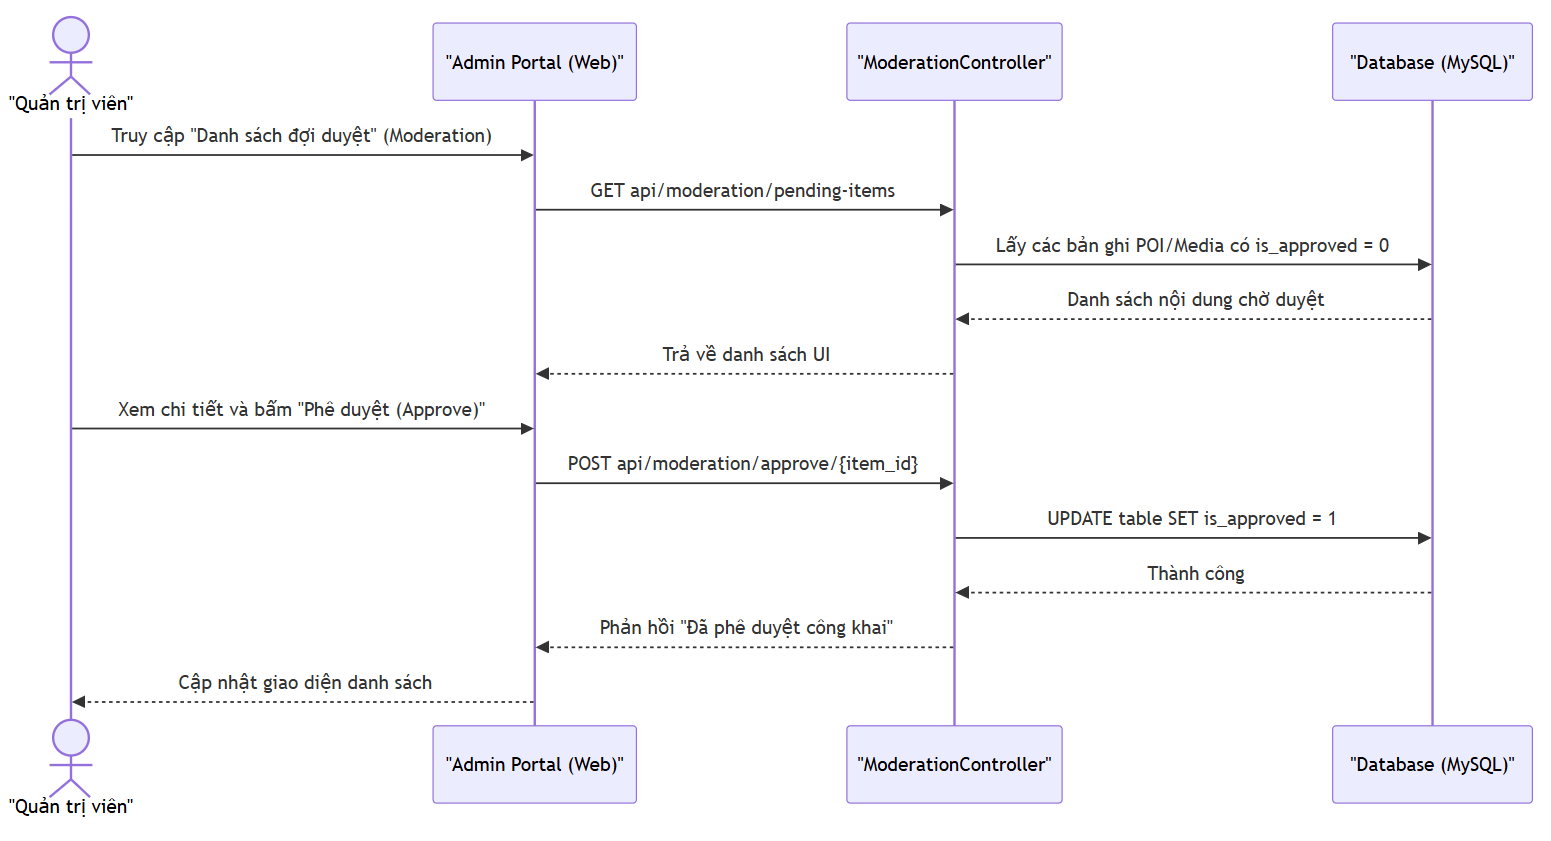 "Quản trị viên"
"Admin Portal (Web)"
"ModerationController"
"Database (MySQL)"
Truy cập "Danh sách đợi duyệt" (Moderation)
GET api/moderation/pending-items
Lấy các bản ghi POI/Media có is_approved = 0
Danh sách nội dung chờ duyệt
Trả về danh sách UI
Xem chi tiết và bấm "Phê duyệt (Approve)"
POST api/moderation/approve/{item_id}
UPDATE table SET is_approved = 1
Thành công
Phản hồi "Đã phê duyệt công khai"
Cập nhật giao diện danh sách
"Quản trị viên"
"Admin Portal (Web)"
"ModerationController"
"Database (MySQL)"